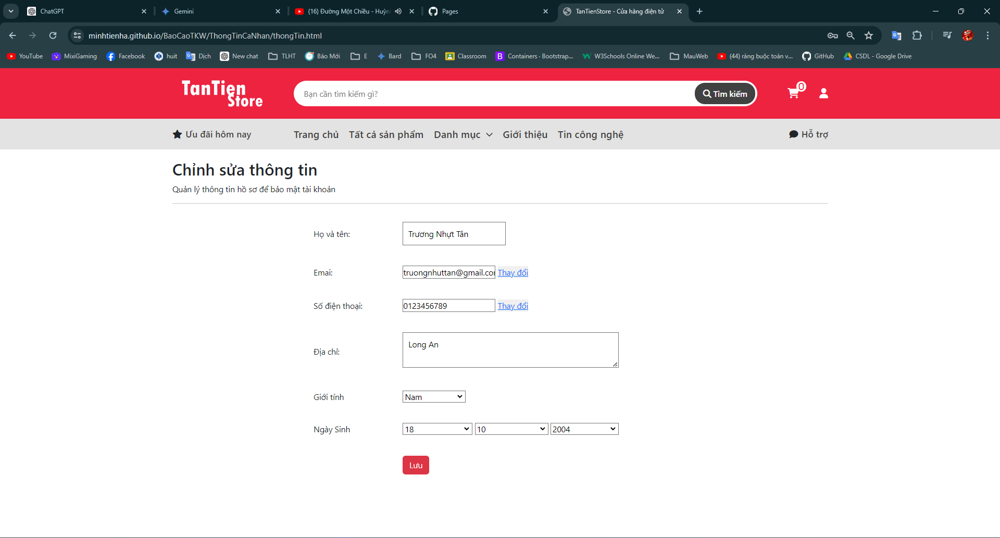 ChatGPT
Gemini
(16) Đường Một Chiều - Huỳn
Pages
TanTienStore - Cửa hàng điện tử
minhtienha.github.io/BaoCaoTKW/ThongTinCaNhan/thongTin.html
YouTube MixiGaming Facebook huit Dịch New chat TLHT Báo Mới E Bard FO4 Classroom Containers · Bootstrap... W3Schools Online We... MauWeb (44) ràng buộc toàn v... GitHub CSDL - Google Drive
TanTien
Store
Bạn cần tìm kiếm gì?
Tìm kiếm
0
Ưu đãi hôm nay Trang chủ Tất cả sản phẩm Danh mục Giới thiệu Tin công nghệ Hỗ trợ
Chỉnh sửa thông tin
Quản lý thông tin hồ sơ để bảo mật tài khoản
Họ và tên: Trương Nhựt Tân
Emai: truongnhuttan@gmail.com Thay đổi
Số điện thoại: 0123456789 Thay đổi
Địa chỉ: Long An
Giới tính Nam
Ngày Sinh 18 10 2004
Lưu